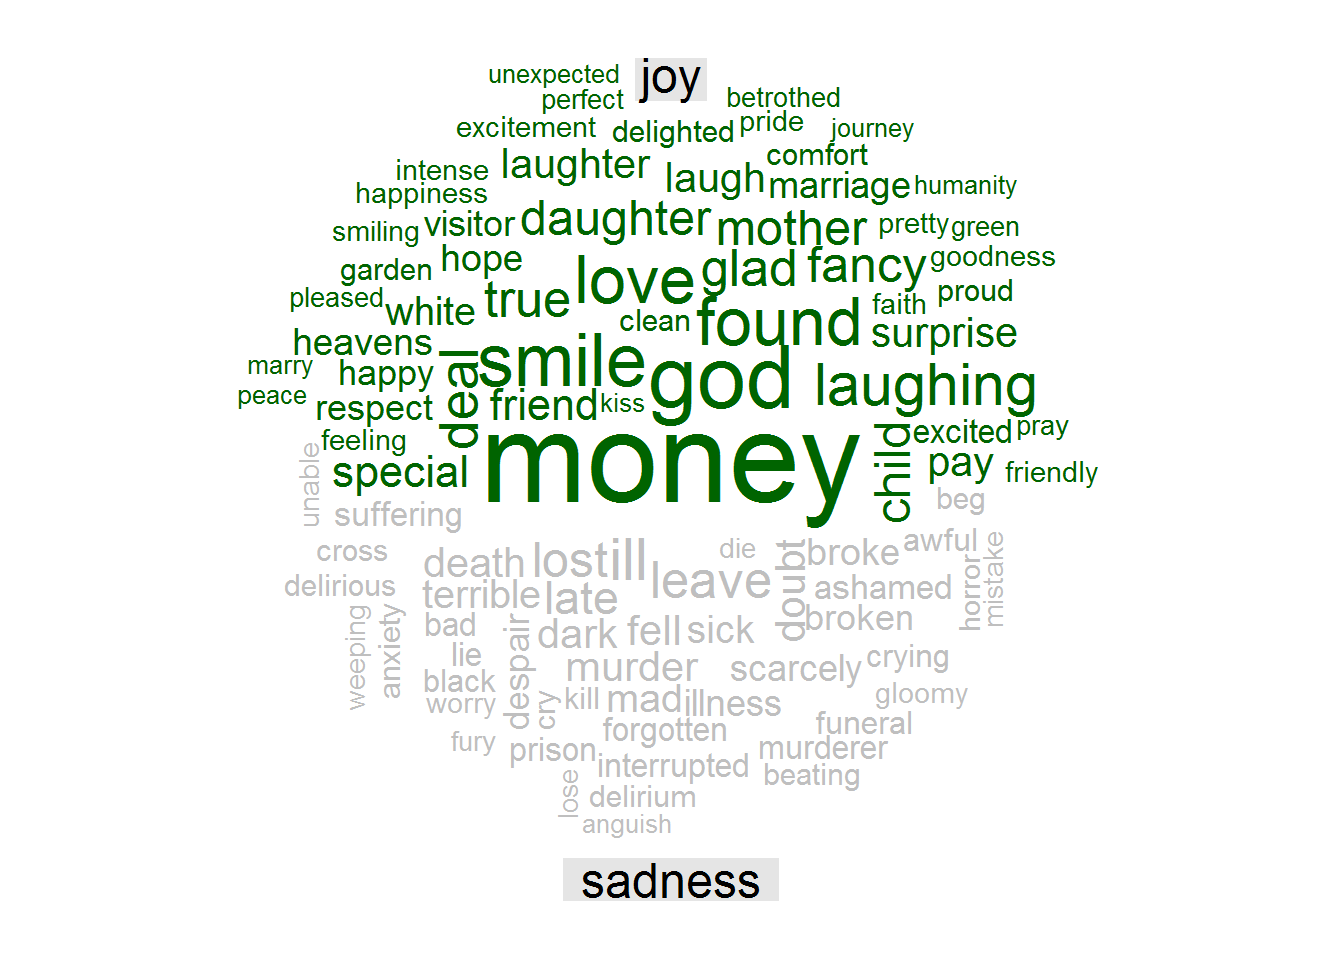 joy
unexpected
perfect
betrothed
excitement
delighted
pride
journey
intense
laughter
laugh
comfort
marriage
humanity
happiness
smiling
visitor
daughter
mother
pretty
green
garden
hope
love
glad
fancy
goodness
pleased
white
true
clean
found
faith
proud
surprise
heavens
deal
smile
god
marry
happy
laughing
peace
respect
friend
kiss
feeling
money
child
excited
pray
special
pay
friendly
unable
suffering
beg
cross
death
lost
ill
die
doubt
broke
awful
horror
mistake
delirious
terrible
late
leave
ashamed
weeping
anxiety
bad
despair
dark
fell
sick
broken
lie
murder
scarcely
crying
black
worry
cry
kill
mad
illness
gloomy
forgotten
funeral
fury
prison
interrupted
murderer
beating
lose
delirium
anguish
sadness